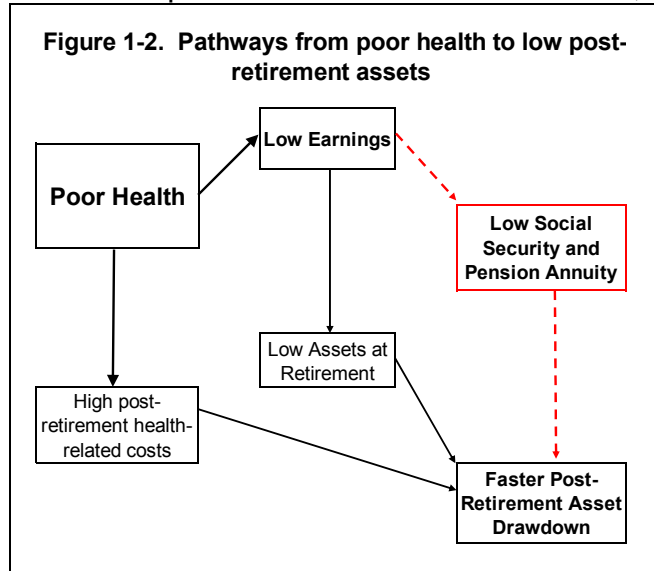 Figure 1-2.  Pathways from poor health to low post-
retirement assets
Low Earnings
Poor Health
Low Social
Security and
Pension Annuity
Low Assets at
Retirement
High post-
retirement health-
related costs
Faster Post-
Retirement Asset
Drawdown